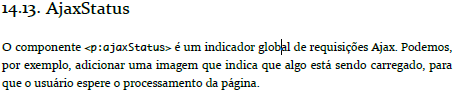 14.13. AjaxStatus
O componente <p:ajaxStatus> é um indicador global de requisições Ajax. Podemos,
por exemplo, adicionar uma imagem que indica que algo está sendo carregado, para
que o usuário espere o processamento da página.